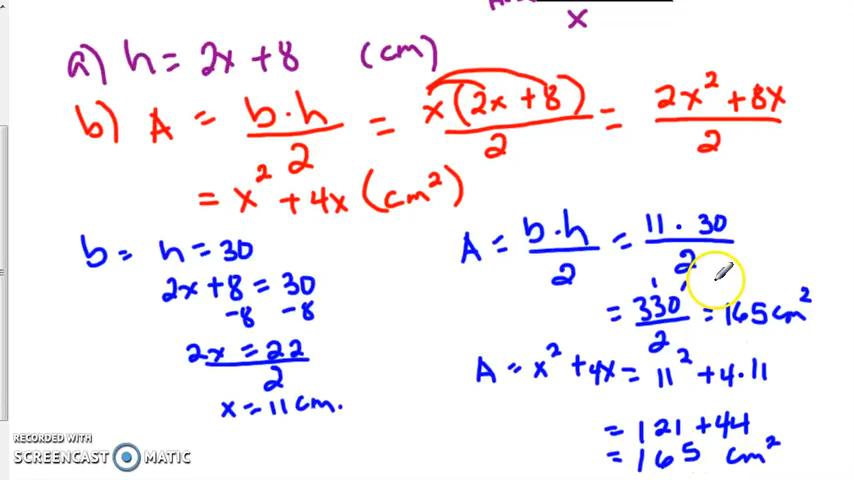 x
a) h = 2x + 8 (cm)
b) A = b·h/2 = x(2x + 8)/2 = 2x² + 8x/2
= x² + 4x (cm²)
b = h = 30
2x + 8 = 30
-8 -8
2x = 22
2
x = 11 cm.
A = b·h/2 = 11·30/2
= 330/2 = 165 cm²
A = x² + 4x = 11² + 4·11
= 121 + 44
= 165 cm²
RECORDED WITH
SCREENCAST MATIC